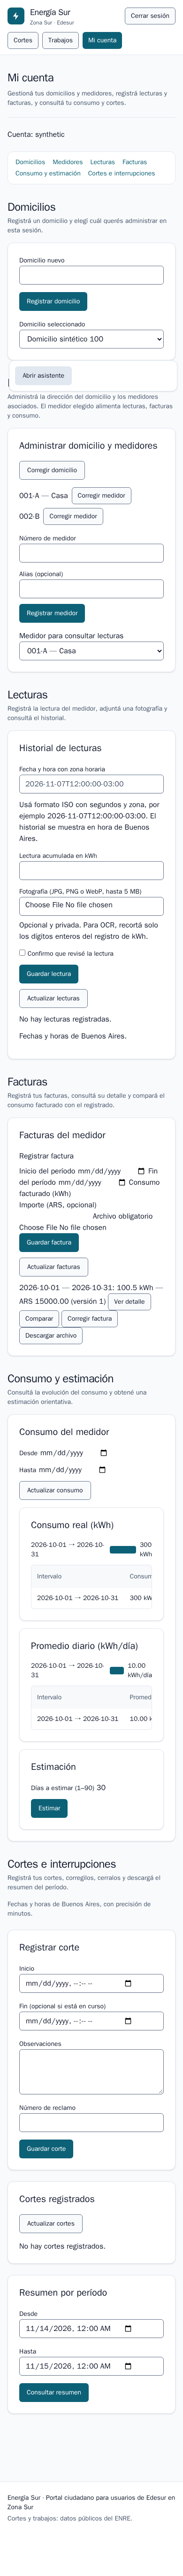 Energía Sur
Zona Sur · Edesur
Cerrar sesión
Cortes
Trabajos
Mi cuenta
Mi cuenta
Gestioná tus domicilios y medidores, registrá lecturas y
facturas, y consultá tu consumo y cortes.
Cuenta: synthetic
Domicilios Medidores Lecturas Facturas
Consumo y estimación Cortes e interrupciones
Domicilios
Registrá un domicilio y elegí cuál querés administrar en
esta sesión.
Domicilio nuevo
Registrar domicilio
Domicilio seleccionado
Domicilio sintético 100
Abrir asistente
Administrá la dirección del domicilio y los medidores
asociados. El medidor elegido alimenta lecturas, facturas
y consumo.
Administrar domicilio y medidores
Corregir domicilio
001-A — Casa Corregir medidor
002-B Corregir medidor
Número de medidor
Alias (opcional)
Registrar medidor
Medidor para consultar lecturas
001-A — Casa
Lecturas
Registrá la lectura del medidor, adjuntá una fotografía y
consultá el historial.
Historial de lecturas
Fecha y hora con zona horaria
2026-11-07T12:00:00-03:00
Usá formato ISO con segundos y zona, por
ejemplo 2026-11-07T12:00:00-03:00. El
historial se muestra en hora de Buenos
Aires.
Lectura acumulada en kWh
Fotografía (JPG, PNG o WebP, hasta 5 MB)
Choose File No file chosen
Opcional y privada. Para OCR, recortá solo
los dígitos enteros del registro de kWh.
Confirmo que revisé la lectura
Guardar lectura
Actualizar lecturas
No hay lecturas registradas.
Fechas y horas de Buenos Aires.
Facturas
Registrá tus facturas, consultá su detalle y compará el
consumo facturado con el registrado.
Facturas del medidor
Registrar factura
Inicio del período mm/dd/yyyy Fin
del período mm/dd/yyyy Consumo
facturado (kWh)
Importe (ARS, opcional)
Archivo obligatorio
Choose File No file chosen
Guardar factura
Actualizar facturas
2026-10-01 — 2026-10-31: 100.5 kWh —
ARS 15000.00 (versión 1) Ver detalle
Comparar Corregir factura
Descargar archivo
Consumo y estimación
Consultá la evolución del consumo y obtené una
estimación orientativa.
Consumo del medidor
Desde mm/dd/yyyy
Hasta mm/dd/yyyy
Actualizar consumo
Consumo real (kWh)
2026-10-01 → 2026-10-31 300 kWh
Intervalo
2026-10-01 → 2026-10-31 300 kW
Promedio diario (kWh/día)
2026-10-01 → 2026-10-31 10.00 kWh/día
Intervalo
2026-10-01 → 2026-10-31 10.00 k
Estimación
Días a estimar (1–90) 30
Estimar
Cortes e interrupciones
Registrá tus cortes, corregilos, cerralos y descargá el
resumen del período.
Fechas y horas de Buenos Aires, con precisión de
minutos.
Registrar corte
Inicio
mm/dd/yyyy, --:-- --
Fin (opcional si está en curso)
mm/dd/yyyy, --:-- --
Observaciones
Número de reclamo
Guardar corte
Cortes registrados
Actualizar cortes
No hay cortes registrados.
Resumen por período
Desde
11/14/2026, 12:00 AM
Hasta
11/15/2026, 12:00 AM
Consultar resumen
Energía Sur · Portal ciudadano para usuarios de Edesur en
Zona Sur
Cortes y trabajos: datos públicos del ENRE.